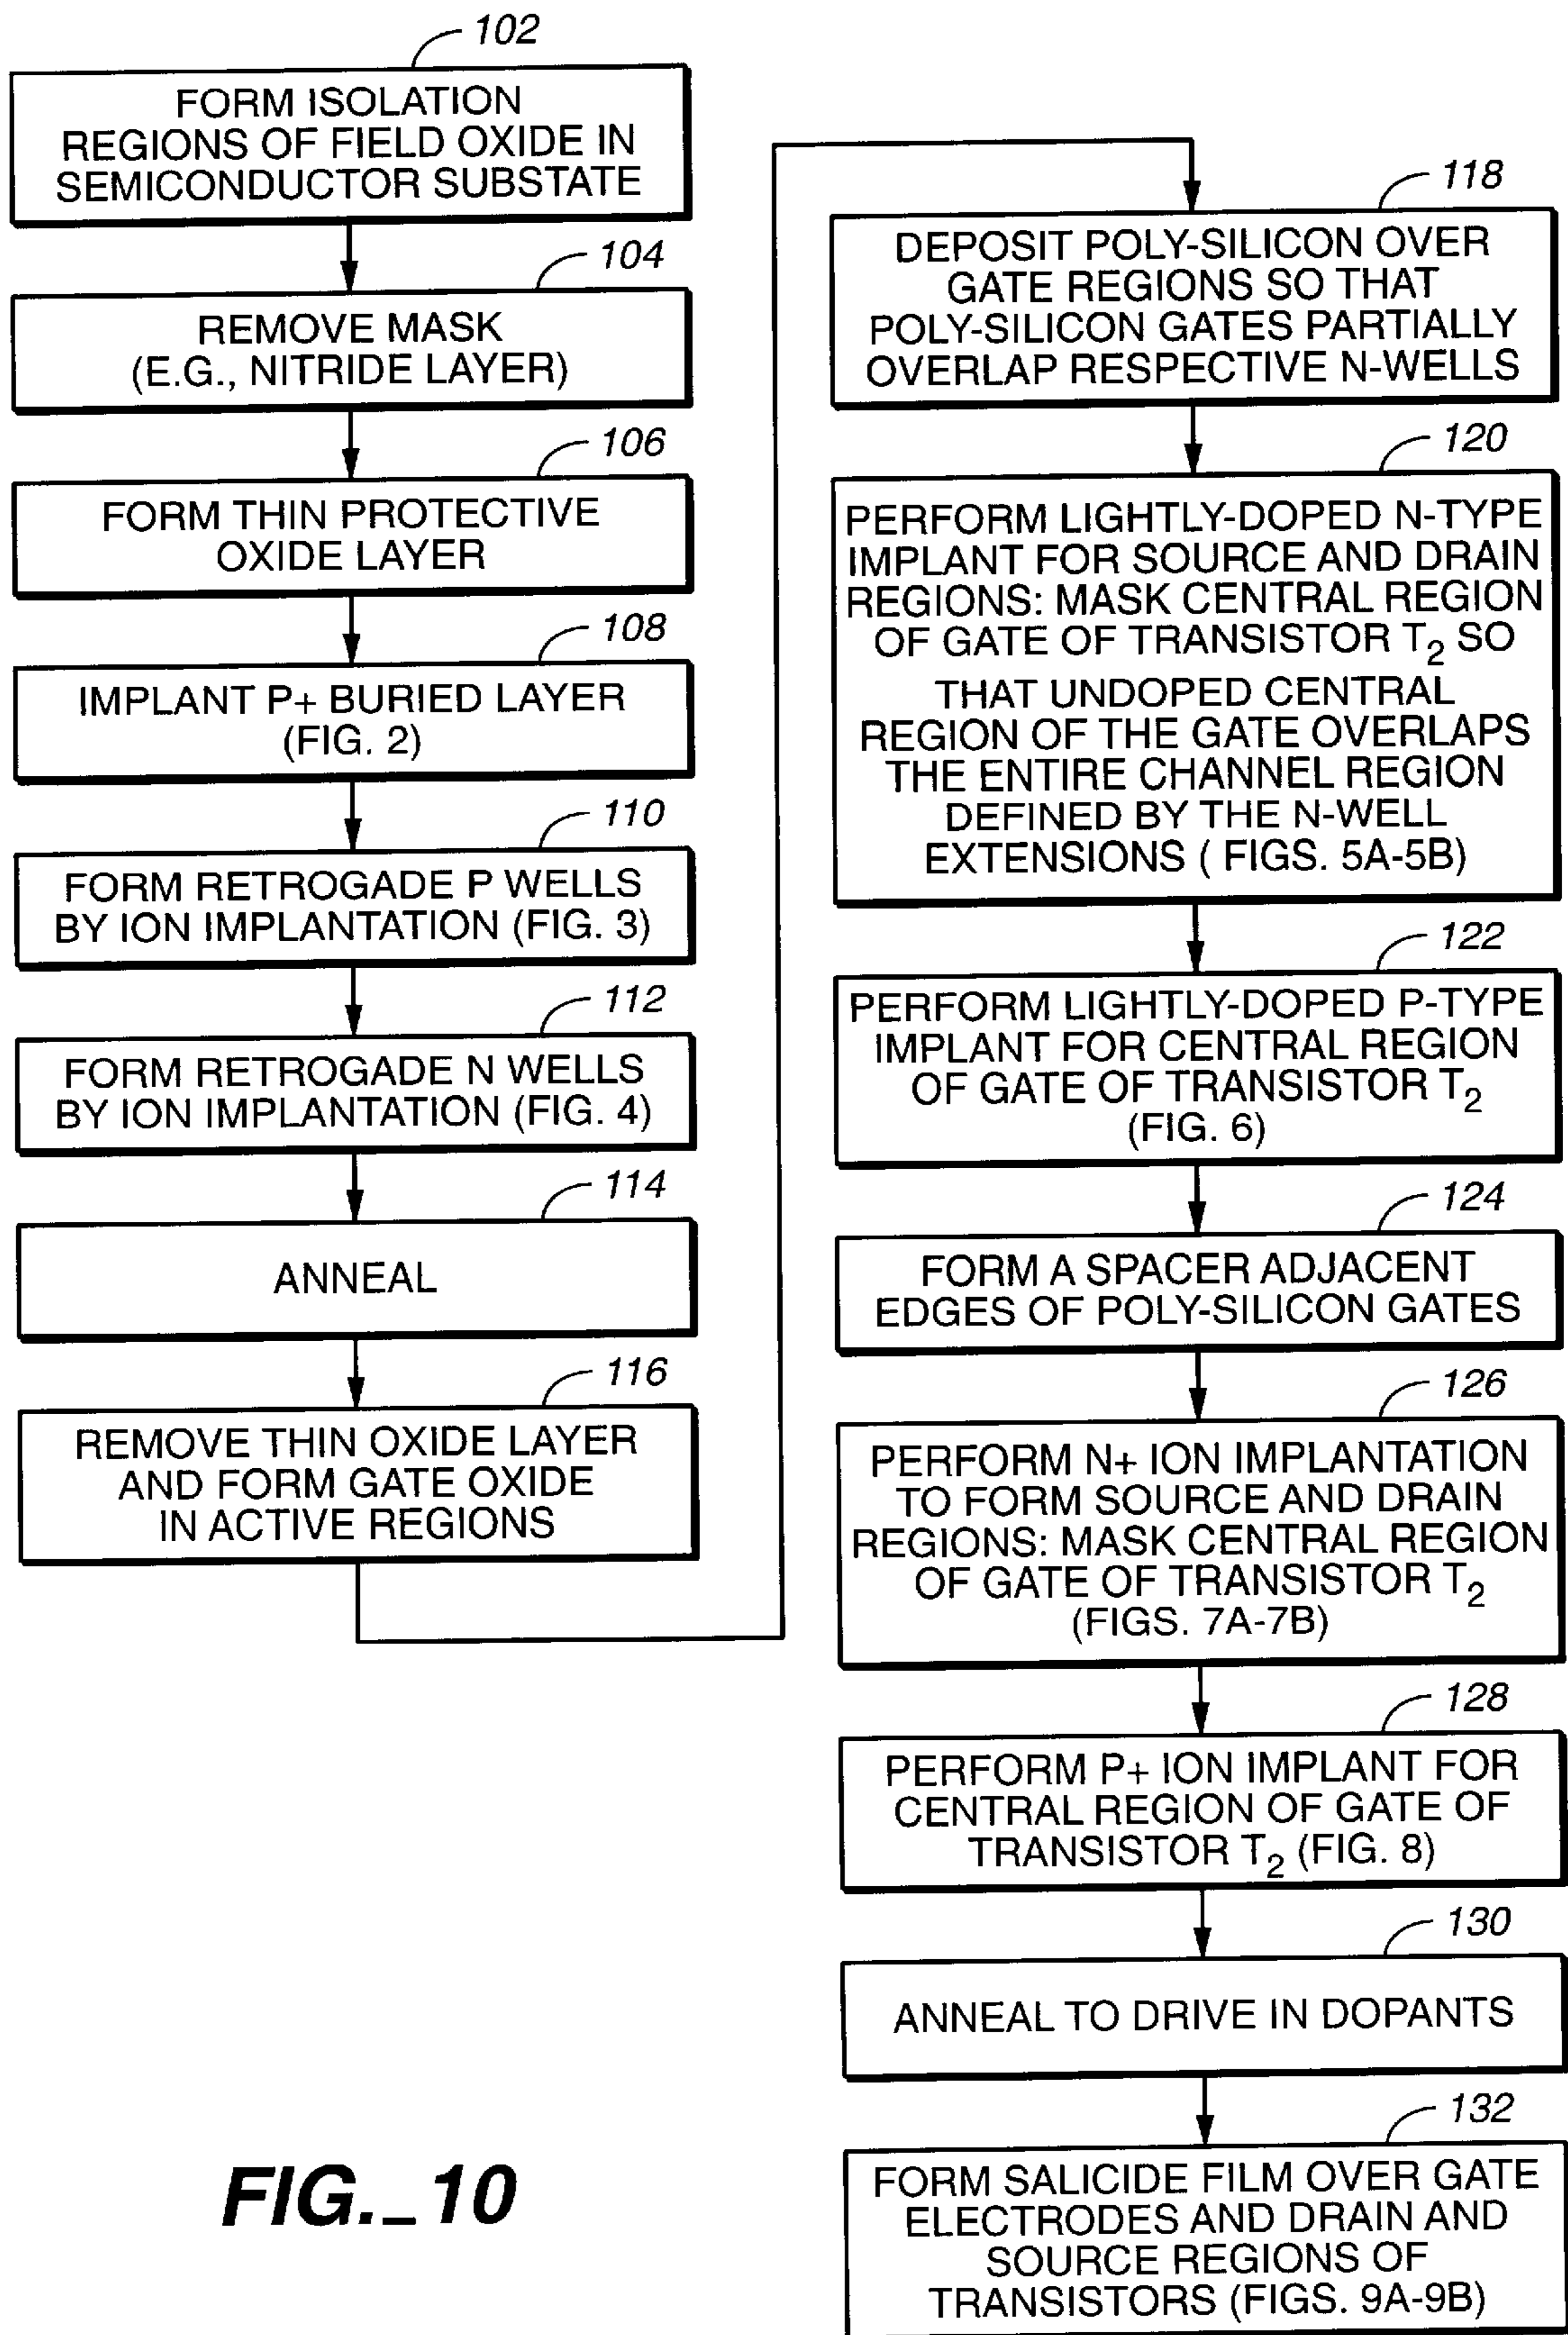 102
FORM ISOLATION
REGIONS OF FIELD OXIDE IN
SEMICONDUCTOR SUBSTATE
104
REMOVE MASK
(E.G., NITRIDE LAYER)
106
FORM THIN PROTECTIVE
OXIDE LAYER
108
IMPLANT P+ BURIED LAYER
(FIG. 2)
110
FORM RETROGADE P WELLS
BY ION IMPLANTATION (FIG. 3)
112
FORM RETROGADE N WELLS
BY ION IMPLANTATION (FIG. 4)
114
ANNEAL
116
REMOVE THIN OXIDE LAYER
AND FORM GATE OXIDE
IN ACTIVE REGIONS
118
DEPOSIT POLY-SILICON OVER
GATE REGIONS SO THAT
POLY-SILICON GATES PARTIALLY
OVERLAP RESPECTIVE N-WELLS
120
PERFORM LIGHTLY-DOPED N-TYPE
IMPLANT FOR SOURCE AND DRAIN
REGIONS: MASK CENTRAL REGION
OF GATE OF TRANSISTOR T2 SO
THAT UNDOPED CENTRAL
REGION OF THE GATE OVERLAPS
THE ENTIRE CHANNEL REGION
DEFINED BY THE N-WELL
EXTENSIONS ( FIGS. 5A-5B)
122
PERFORM LIGHTLY-DOPED P-TYPE
IMPLANT FOR CENTRAL REGION
OF GATE OF TRANSISTOR T2
(FIG. 6)
124
FORM A SPACER ADJACENT
EDGES OF POLY-SILICON GATES
126
PERFORM N+ ION IMPLANTATION
TO FORM SOURCE AND DRAIN
REGIONS: MASK CENTRAL REGION
OF GATE OF TRANSISTOR T2
(FIGS. 7A-7B)
128
PERFORM P+ ION IMPLANT FOR
CENTRAL REGION OF GATE OF
TRANSISTOR T2 (FIG. 8)
130
ANNEAL TO DRIVE IN DOPANTS
132
FORM SALICIDE FILM OVER GATE
ELECTRODES AND DRAIN AND
SOURCE REGIONS OF
TRANSISTORS (FIGS. 9A-9B)
FIG._10